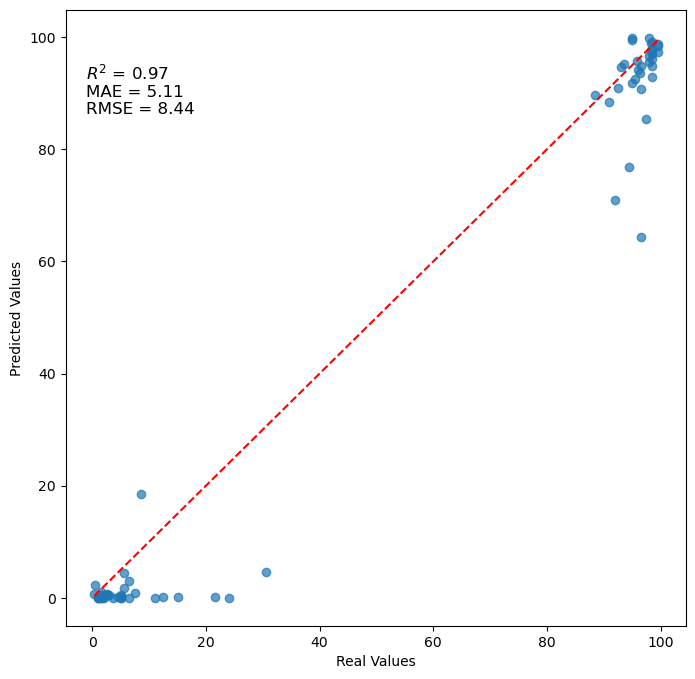 100
R² = 0.97
MAE = 5.11
RMSE = 8.44
80
60
Predicted Values
40
20
0
0 20 40 60 80 100
Real Values